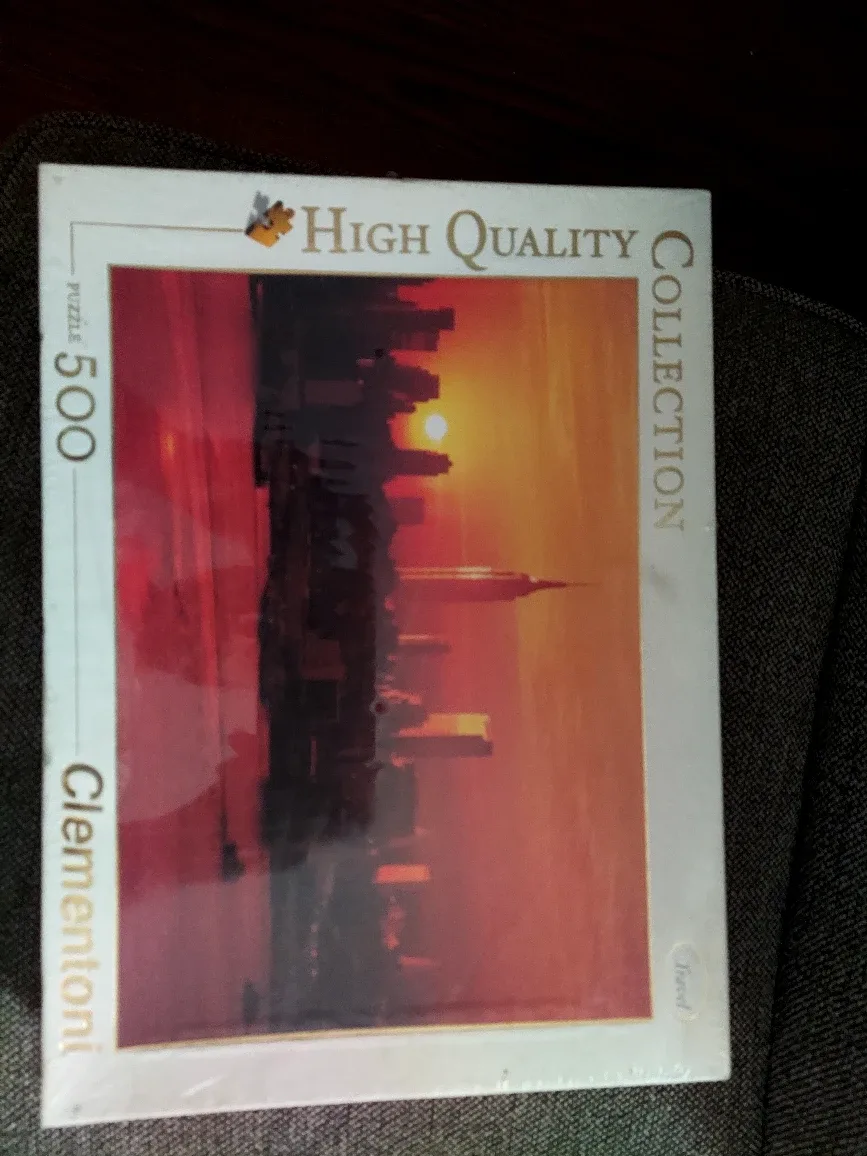 COLLECTION
HIGH QUALITY
Travel
PUZZLE 500
Clementoni